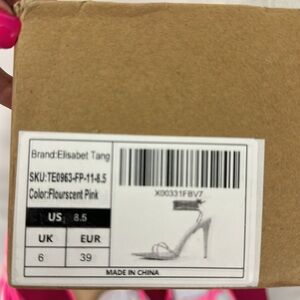 Brand:Elisabet Tang
SKU:TE0963-FP-11-8.5
Color:Flourscent Pink
X00331FBV7
US 8.5
UK EUR
6 39
MADE IN CHINA